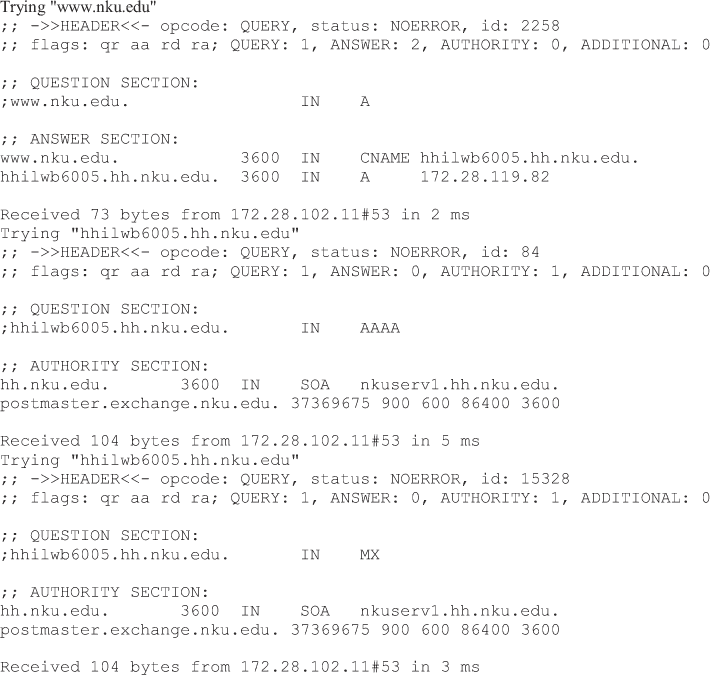 Trying "www.nku.edu"
;; ->>HEADER<<- opcode: QUERY, status: NOERROR, id: 2258
;; flags: qr aa rd ra; QUERY: 1, ANSWER: 2, AUTHORITY: 0, ADDITIONAL: 0
;; QUESTION SECTION:
;www.nku.edu. IN A
;; ANSWER SECTION:
www.nku.edu. 3600 IN CNAME hhilwb6005.hh.nku.edu.
hhilwb6005.hh.nku.edu. 3600 IN A 172.28.119.82
Received 73 bytes from 172.28.102.11#53 in 2 ms
Trying "hhilwb6005.hh.nku.edu"
;; ->>HEADER<<- opcode: QUERY, status: NOERROR, id: 84
;; flags: qr aa rd ra; QUERY: 1, ANSWER: 0, AUTHORITY: 1, ADDITIONAL: 0
;; QUESTION SECTION:
;hhilwb6005.hh.nku.edu. IN AAAA
;; AUTHORITY SECTION:
hh.nku.edu. 3600 IN SOA nkuserv1.hh.nku.edu.
postmaster.exchange.nku.edu. 37369675 900 600 86400 3600
Received 104 bytes from 172.28.102.11#53 in 5 ms
Trying "hhilwb6005.hh.nku.edu"
;; ->>HEADER<<- opcode: QUERY, status: NOERROR, id: 15328
;; flags: qr aa rd ra; QUERY: 1, ANSWER: 0, AUTHORITY: 1, ADDITIONAL: 0
;; QUESTION SECTION:
;hhilwb6005.hh.nku.edu. IN MX
;; AUTHORITY SECTION:
hh.nku.edu. 3600 IN SOA nkuserv1.hh.nku.edu.
postmaster.exchange.nku.edu. 37369675 900 600 86400 3600
Received 104 bytes from 172.28.102.11#53 in 3 ms